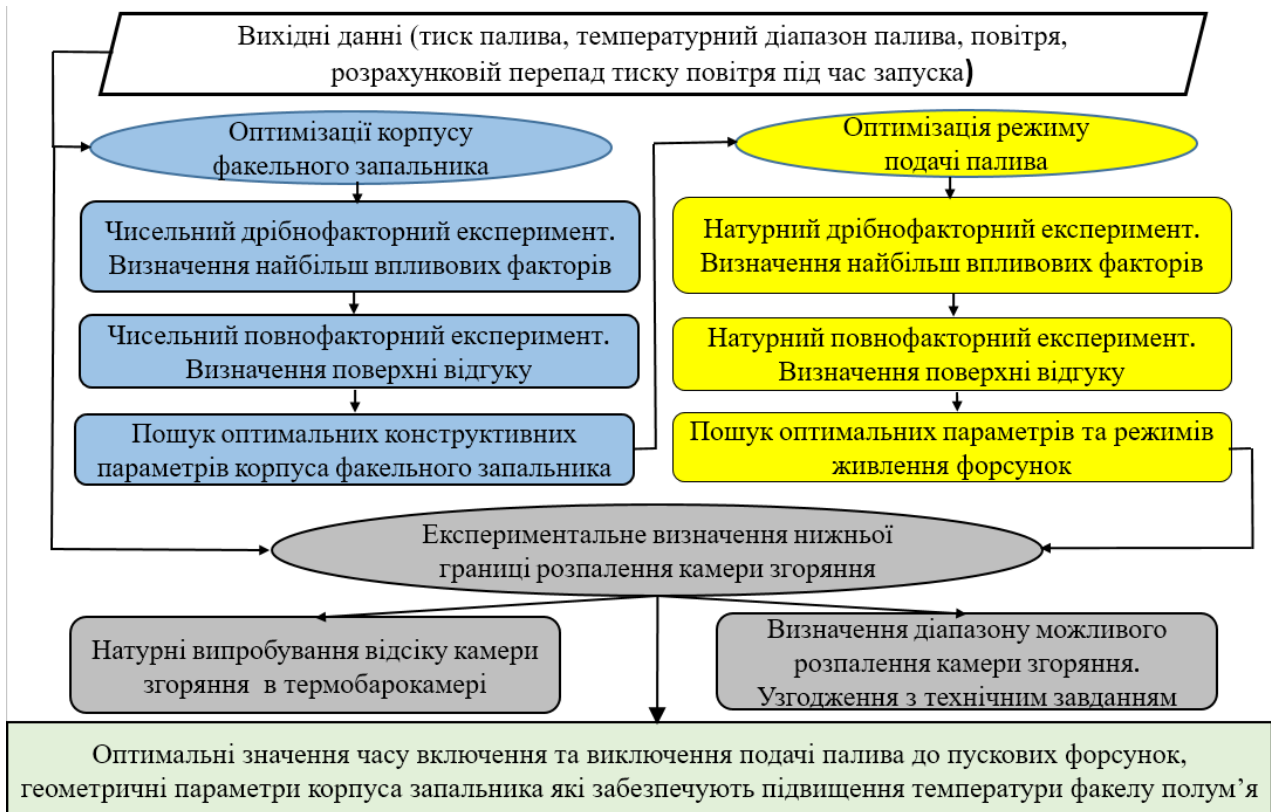 Вихідні данні (тиск палива, температурний діапазон палива, повітря,
розрахунковій перепад тиску повітря під час запуска)
Оптимізації корпусу
факельного запальника
Чисельний дрібнофакторний експеримент.
Визначення найбільш впливових факторів
Чисельний повнофакторний експеримент.
Визначення поверхні відгуку
Пошук оптимальних конструктивних
параметрів корпуса факельного запальника
Оптимізація режиму
подачі палива
Натурний дрібнофакторний експеримент.
Визначення найбільш впливових факторів
Натурний повнофакторний експеримент.
Визначення поверхні відгуку
Пошук оптимальних параметрів та режимів
живлення форсунок
Експериментальне визначення нижньої
границі розпалення камери згоряння
Натурні випробування відсіку камери
згоряння в термобарокамері
Визначення діапазону можливого
розпалення камери згоряння.
Узгодження з технічним завданням
Оптимальні значення часу включення та виключення подачі палива до пускових форсунок,
геометричні параметри корпуса запальника які забезпечують підвищення температури факелу полум’я